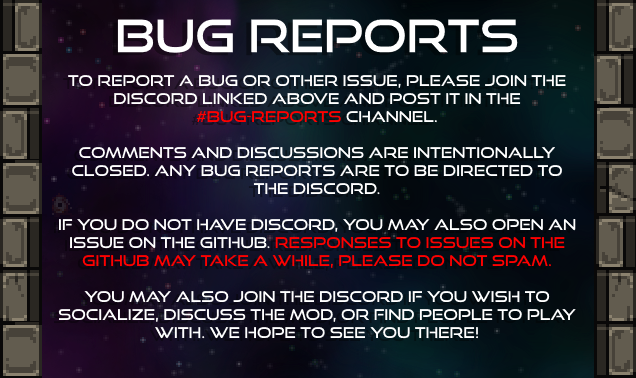 BUG REPORTS
TO REPORT A BUG OR OTHER ISSUE, PLEASE JOIN THE
DISCORD LINKED ABOVE AND POST IT IN THE
#BUG-REPORTS CHANNEL.
COMMENTS AND DISCUSSIONS ARE INTENTIONALLY
CLOSED. ANY BUG REPORTS ARE TO BE DIRECTED TO
THE DISCORD.
IF YOU DO NOT HAVE DISCORD, YOU MAY ALSO OPEN AN
ISSUE ON THE GITHUB. RESPONSES TO ISSUES ON THE
GITHUB MAY TAKE A WHILE, PLEASE DO NOT SPAM.
YOU MAY ALSO JOIN THE DISCORD IF YOU WISH TO
SOCIALIZE, DISCUSS THE MOD, OR FIND PEOPLE TO PLAY
WITH. WE HOPE TO SEE YOU THERE!